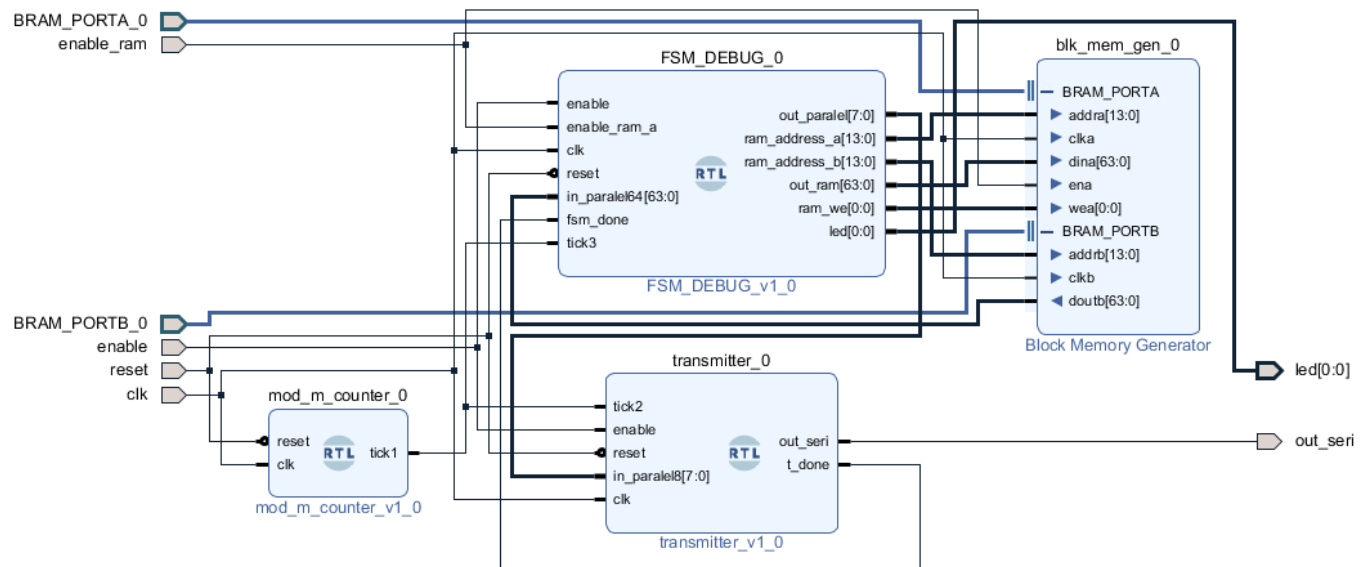 BRAM_PORTA_0
enable_ram
BRAM_PORTB_0
enable
reset
clk
mod_m_counter_0
reset
clk
RTL
tick1
mod_m_counter_v1_0
FSM_DEBUG_0
enable
enable_ram_a
clk
reset
in_paralel64[63:0]
fsm_done
tick3
RTL
out_paralel[7:0]
ram_address_a[13:0]
ram_address_b[13:0]
out_ram[63:0]
ram_we[0:0]
led[0:0]
FSM_DEBUG_v1_0
transmitter_0
tick2
enable
reset
in_paralel8[7:0]
clk
RTL
out_seri
t_done
transmitter_v1_0
blk_mem_gen_0
BRAM_PORTA
addra[13:0]
clka
dina[63:0]
ena
wea[0:0]
BRAM_PORTB
addrb[13:0]
clkb
doutb[63:0]
Block Memory Generator
led[0:0]
out_seri